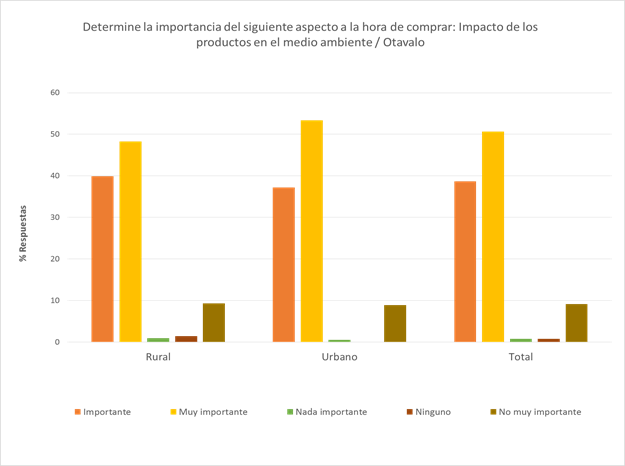 Determine la importancia del siguiente aspecto a la hora de comprar: Impacto de los
productos en el medio ambiente / Otavalo
60
50
40
30
20
10
0
% Respuestas
Rural Urbano Total
Importante Muy importante Nada importante Ninguno No muy importante